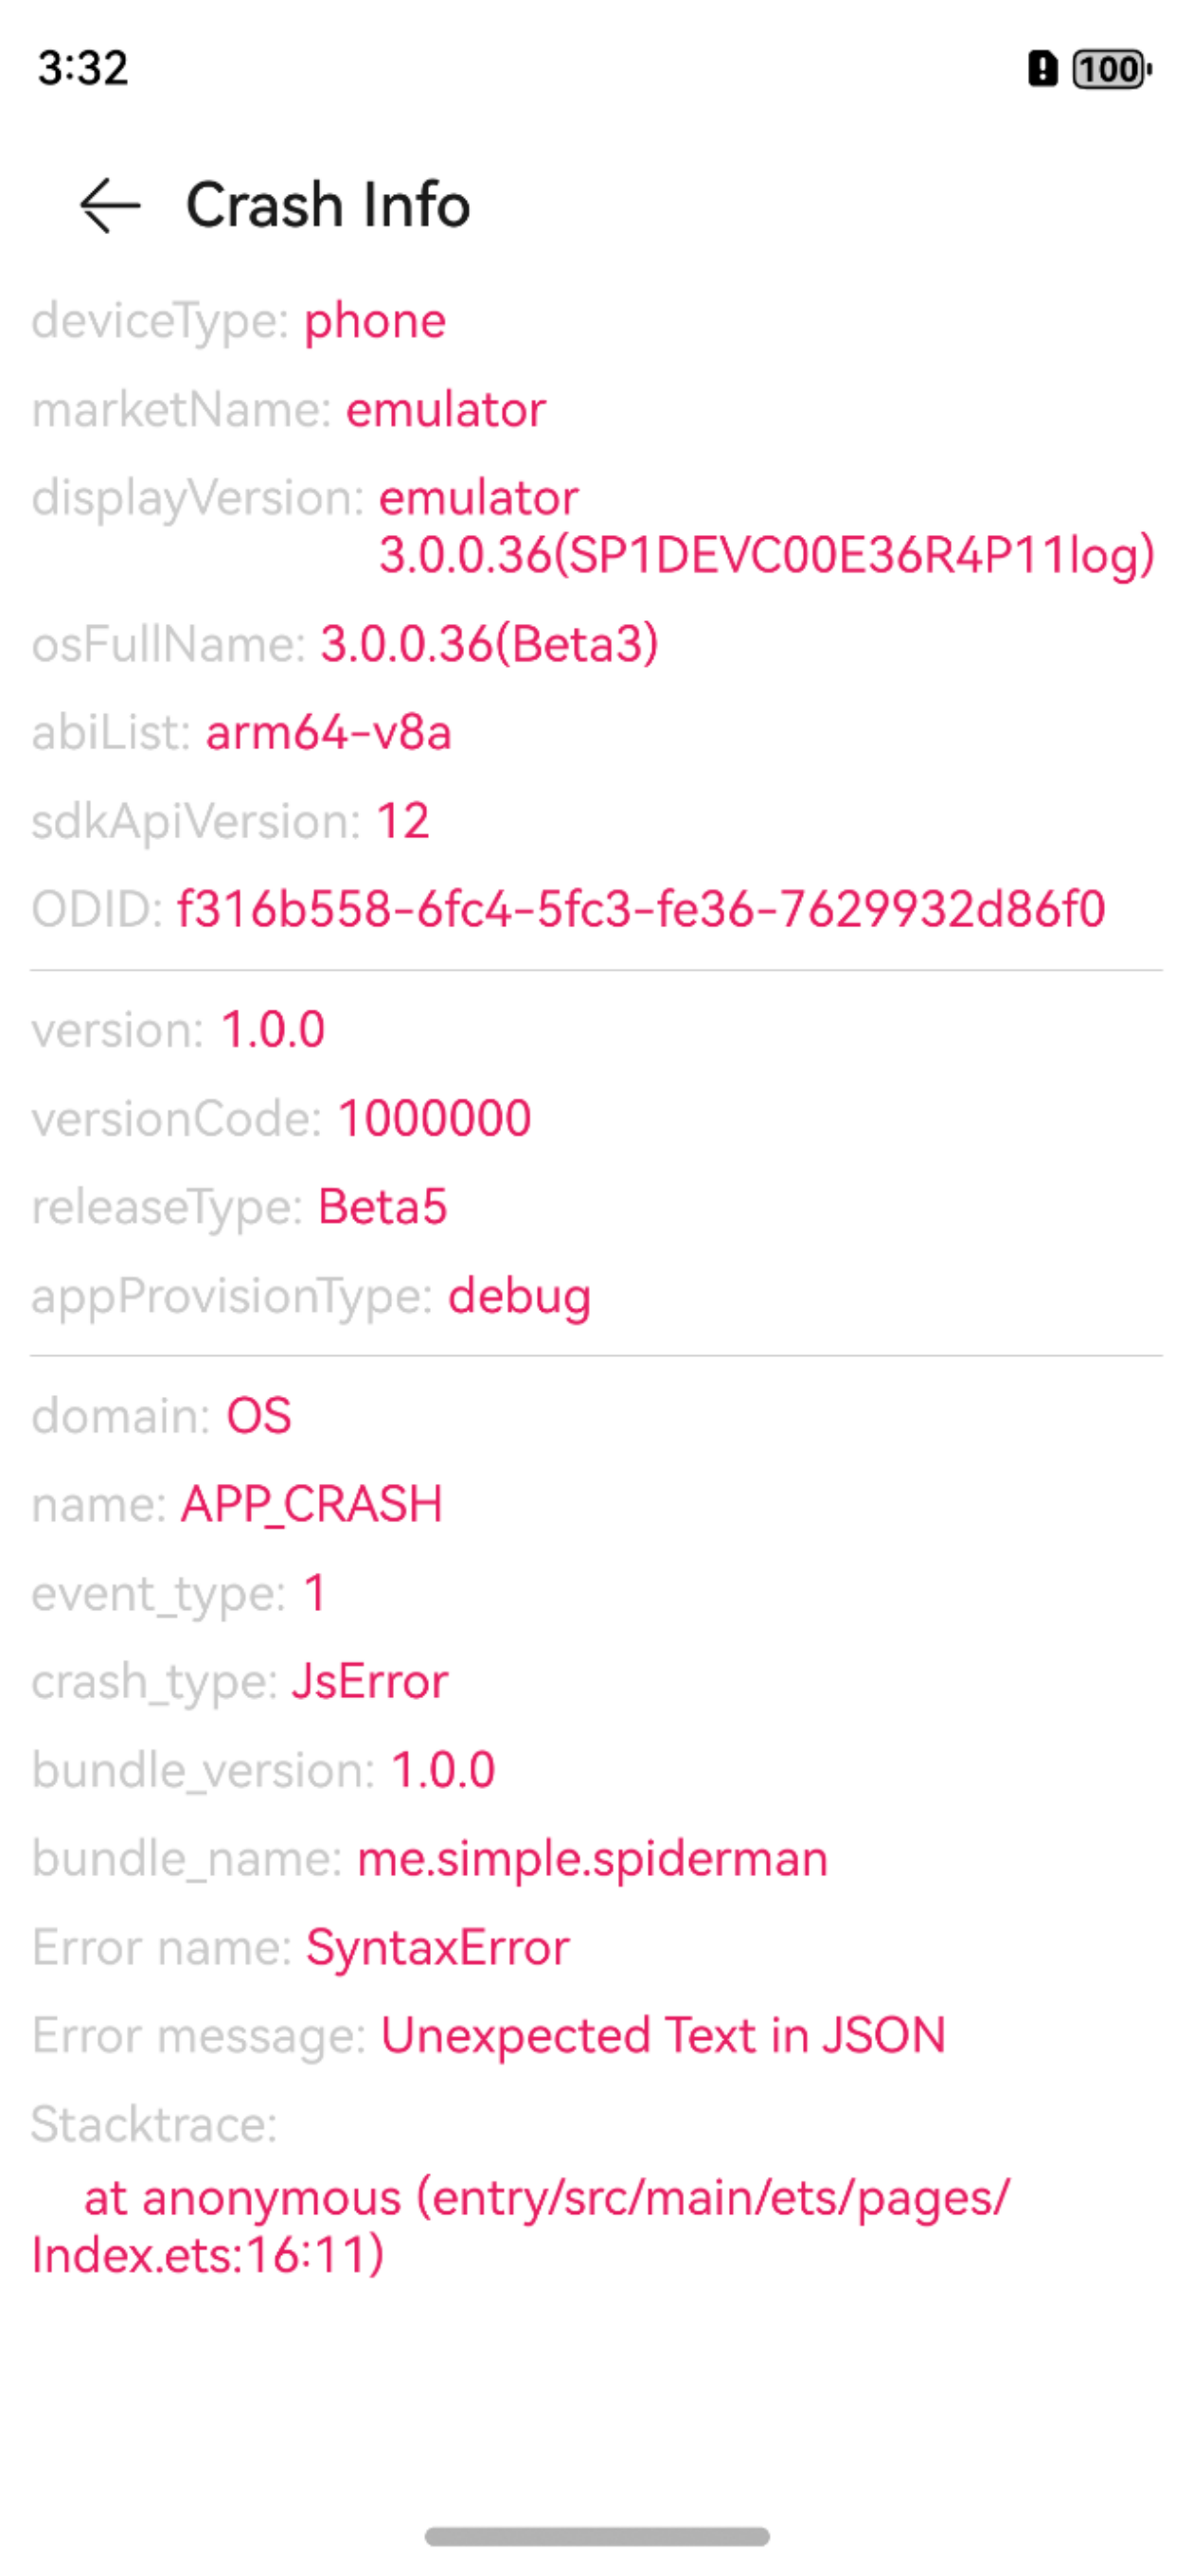 3:32
100
Crash Info
deviceType: phone
marketName: emulator
displayVersion: emulator
3.0.0.36(SP1DEVC00E36R4P11log)
osFullName: 3.0.0.36(Beta3)
abiList: arm64-v8a
sdkApiVersion: 12
ODID: f316b558-6fc4-5fc3-fe36-7629932d86f0
version: 1.0.0
versionCode: 1000000
releaseType: Beta5
appProvisionType: debug
domain: OS
name: APP_CRASH
event_type: 1
crash_type: JsError
bundle_version: 1.0.0
bundle_name: me.simple.spiderman
Error name: SyntaxError
Error message: Unexpected Text in JSON
Stacktrace:
at anonymous (entry/src/main/ets/pages/
Index.ets:16:11)